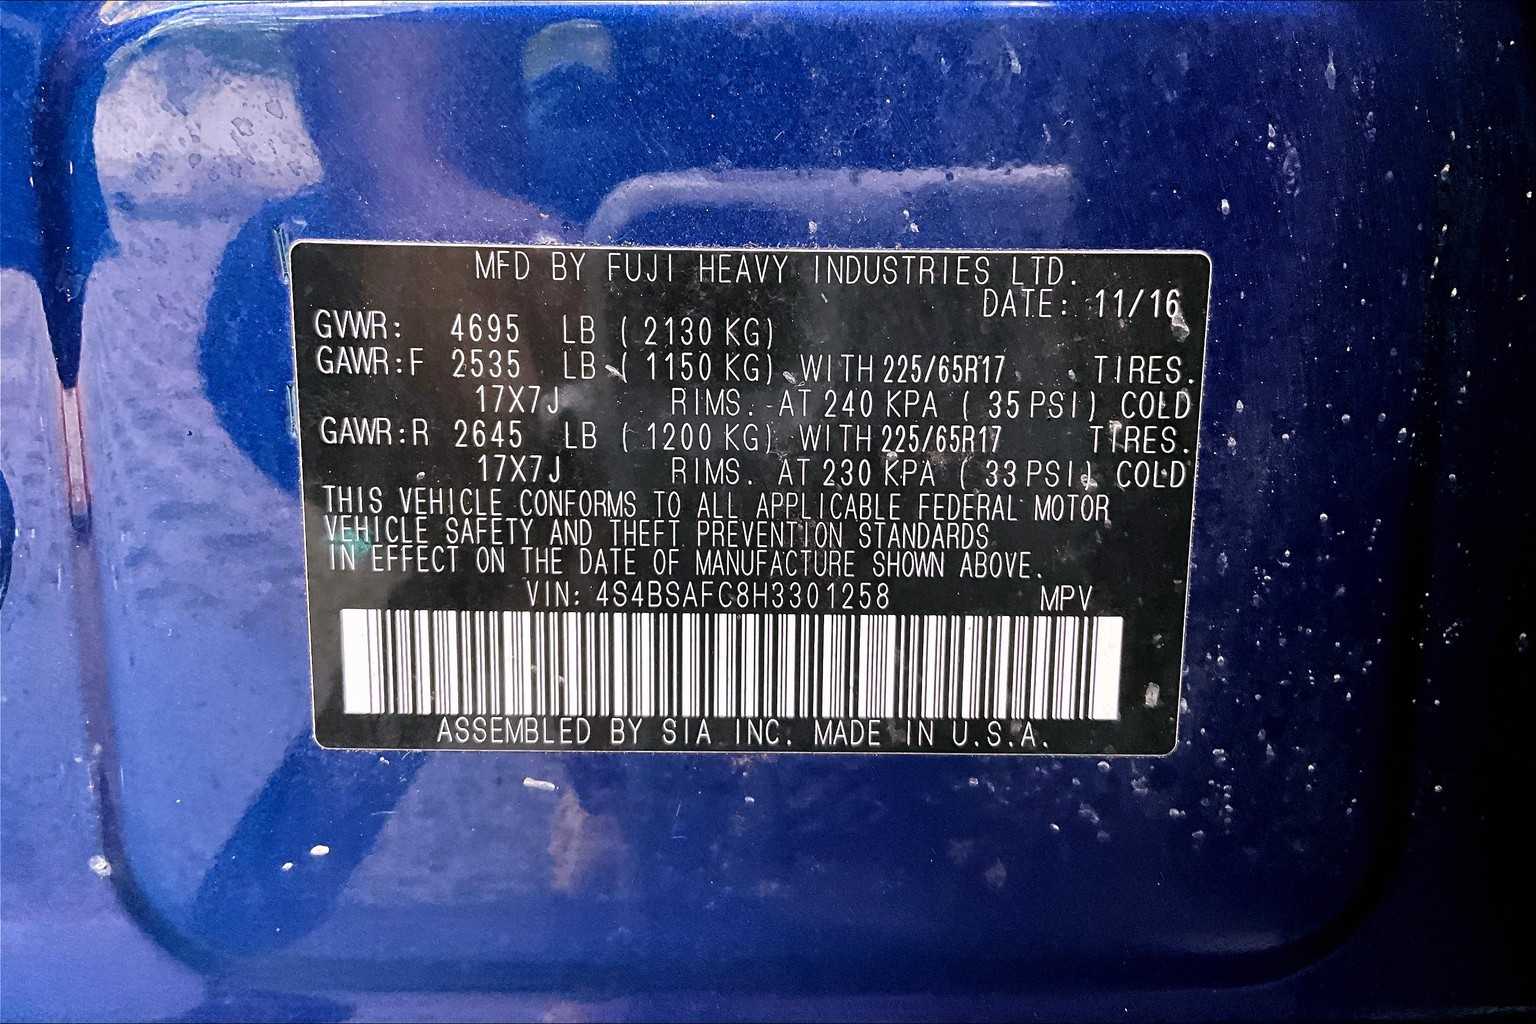 MFD BY FUJI HEAVY INDUSTRIES LTD.
DATE: 11/16
GVWR: 4695 LB ( 2130 KG)
GAWR:F 2535 LB ( 1150 KG) WITH 225/65R17 TIRES.
17X7J RIMS. AT 240 KPA ( 35 PSI) COLD
GAWR:R 2645 LB ( 1200 KG) WITH 225/65R17 TIRES.
17X7J RIMS. AT 230 KPA ( 33 PSI) COLD
THIS VEHICLE CONFORMS TO ALL APPLICABLE FEDERAL MOTOR
VEHICLE SAFETY AND THEFT PREVENTION STANDARDS
IN EFFECT ON THE DATE OF MANUFACTURE SHOWN ABOVE.
VIN: 4S4BSAFC8H3301258 MPV
ASSEMBLED BY SIA INC. MADE IN U.S.A.